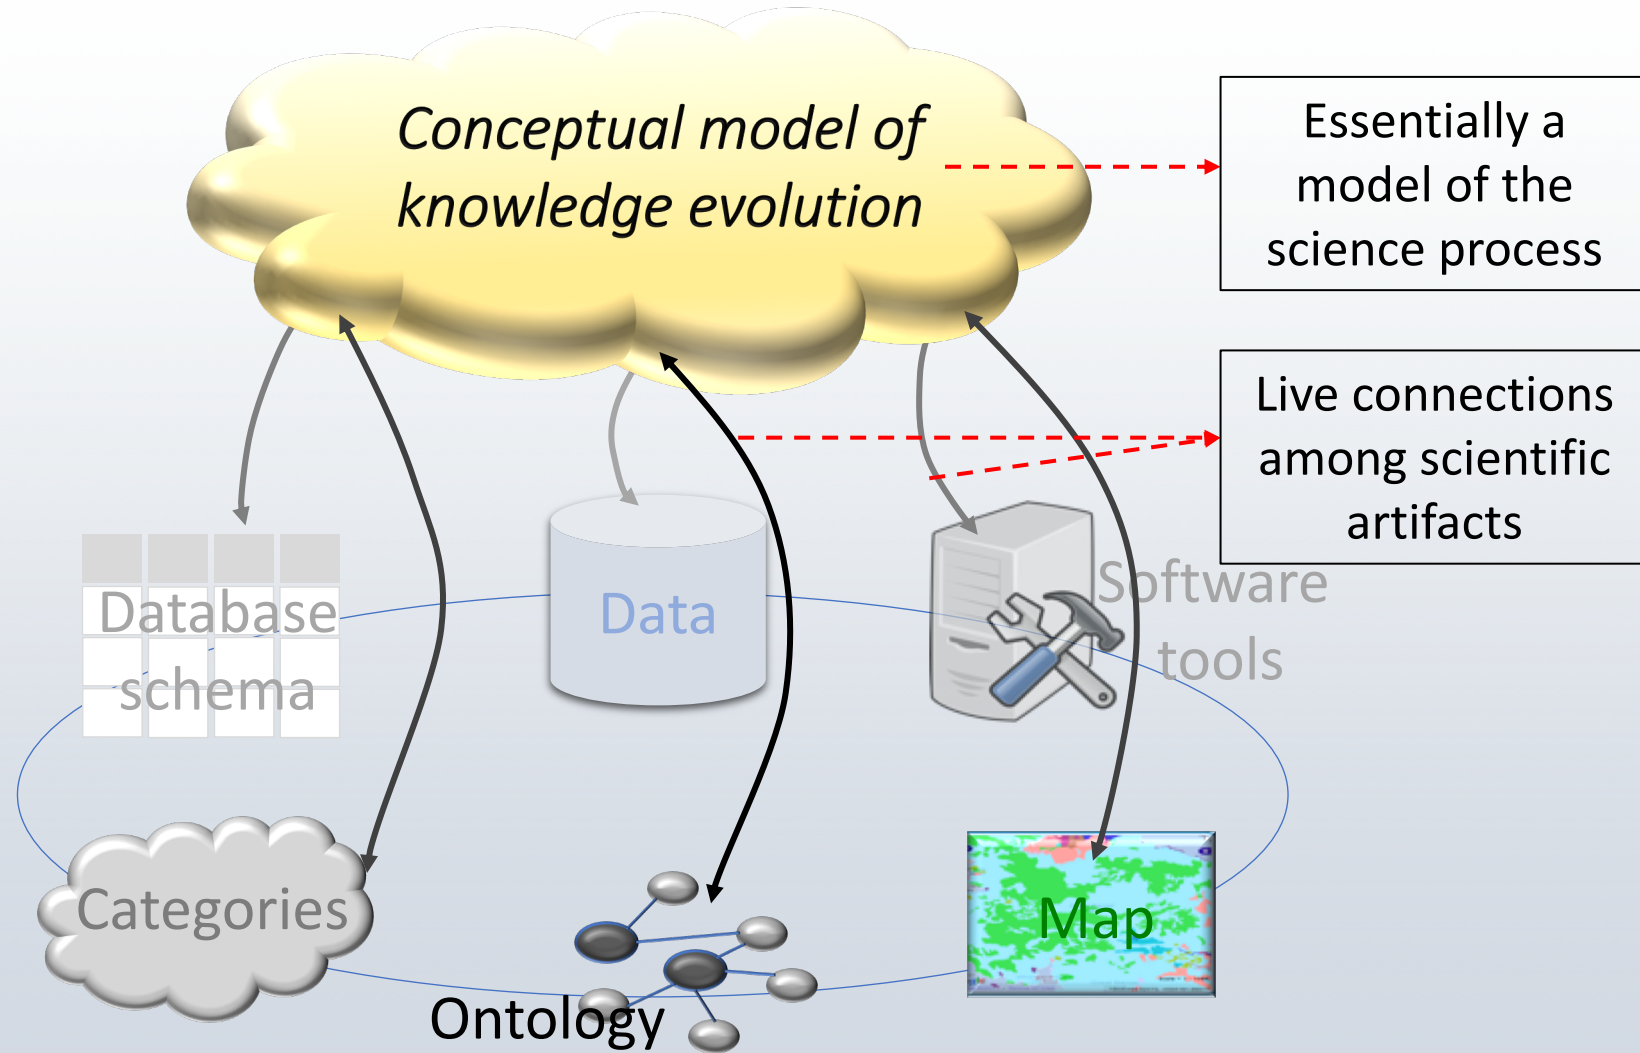 Conceptual model of
knowledge evolution
Essentially a
model of the
science process
Live connections
among scientific
artifacts
Database
schema
Data
Software
tools
Categories
Ontology
Map